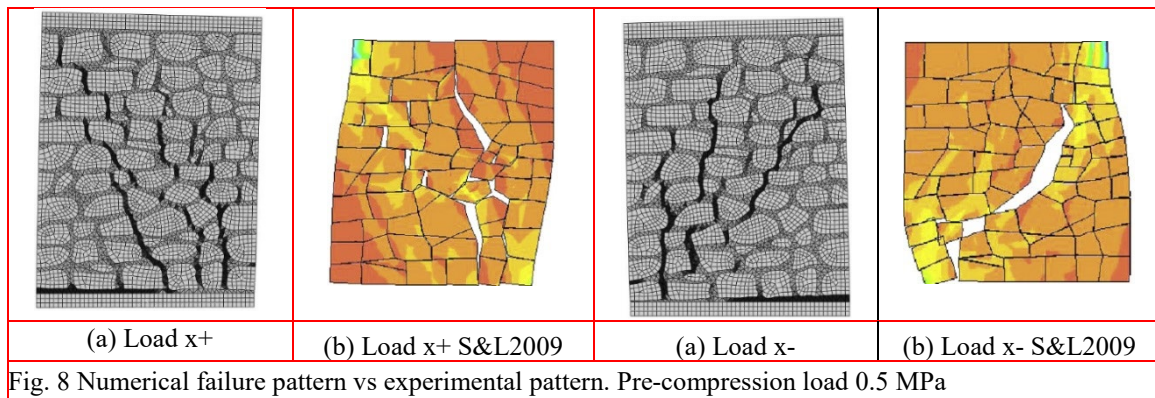 (a) Load x+
(b) Load x+ S&L2009
(a) Load x-
(b) Load x- S&L2009
Fig. 8 Numerical failure pattern vs experimental pattern. Pre-compression load 0.5 MPa